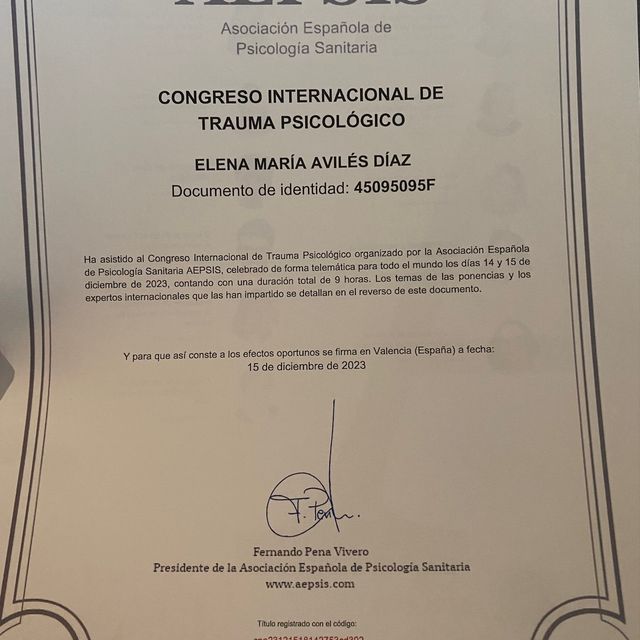 AEPSIS
Asociación Española de
Psicología Sanitaria
CONGRESO INTERNACIONAL DE
TRAUMA PSICOLÓGICO
ELENA MARÍA AVILÉS DÍAZ
Documento de identidad: 45095095F
Ha asistido al Congreso Internacional de Trauma Psicológico organizado por la Asociación Española
de Psicología Sanitaria AEPSIS, celebrado de forma telemática para todo el mundo los días 14 y 15 de
diciembre de 2023, contando con una duración total de 9 horas. Los temas de las ponencias y los
expertos internacionales que las han impartido se detallan en el reverso de este documento.
Y para que así conste a los efectos oportunos se firma en Valencia (España) a fecha:
15 de diciembre de 2023
F. Pena
Fernando Pena Vivero
Presidente de la Asociación Española de Psicología Sanitaria
www.aepsis.com
Título registrado con el código: